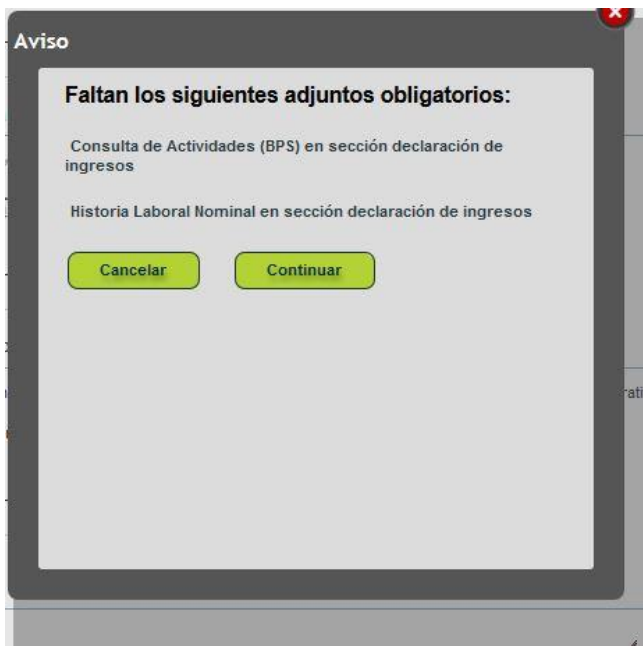 Aviso
Faltan los siguientes adjuntos obligatorios:
Consulta de Actividades (BPS) en sección declaración de
ingresos
Historia Laboral Nominal en sección declaración de ingresos
Cancelar Continuar
rati